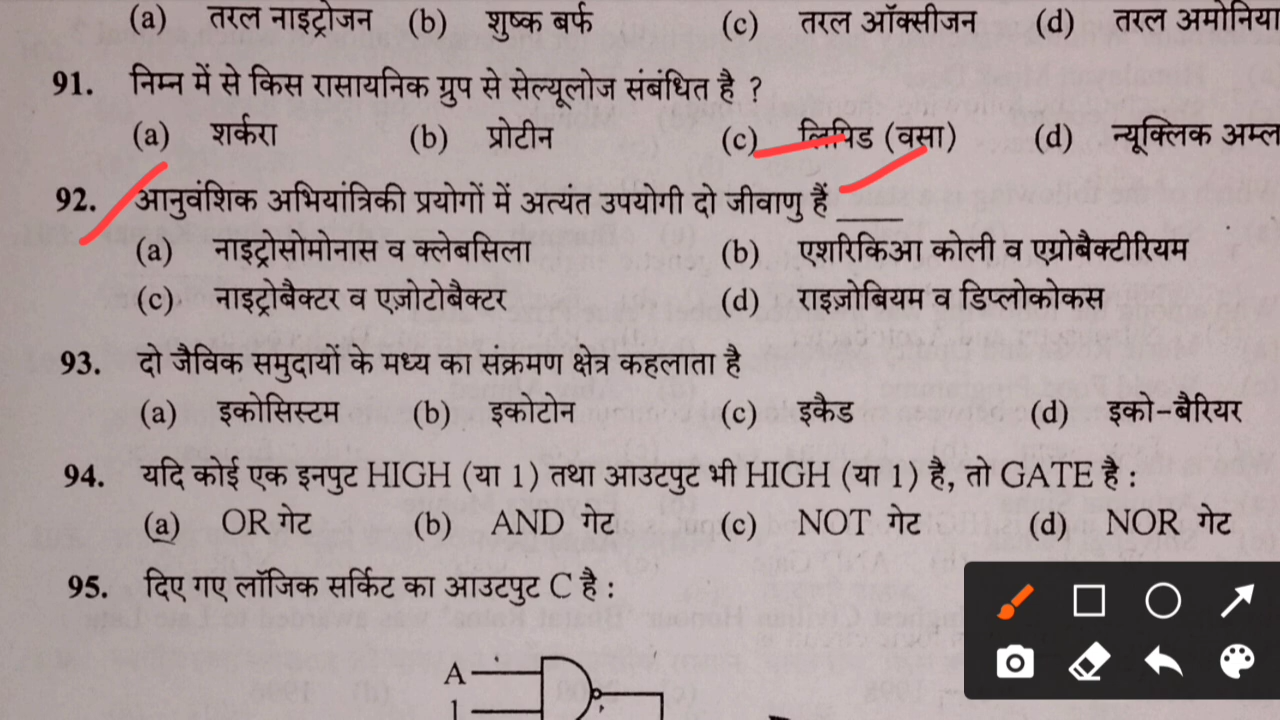 (a) तरल नाइट्रोजन (b) शुष्क बर्फ (c) तरल ऑक्सीजन (d) तरल अमोनिया
91. निम्न में से किस रासायनिक ग्रुप से सेल्यूलोज संबंधित है ?
(a) शर्करा (b) प्रोटीन (c) लिपिड (वसा) (d) न्यूक्लिक अम्ल
92. आनुवंशिक अभियांत्रिकी प्रयोगों में अत्यंत उपयोगी दो जीवाणु हैं ____
(a) नाइट्रोसोमोनास व क्लेबसिला (b) एशरिकिआ कोली व एग्रोबैक्टीरियम
(c) नाइट्रोबैक्टर व एज़ोटोबैक्टर (d) राइज़ोबियम व डिप्लोकोकस
93. दो जैविक समुदायों के मध्य का सक्रमण क्षेत्र कहलाता है
(a) इकोसिस्टम (b) इकोटोन (c) इकैड (d) इको-बैरियर
94. यदि कोई एक इनपुट HIGH (या 1) तथा आउटपुट भी HIGH (या 1) है, तो GATE है :
(a) OR गेट (b) AND गेट (c) NOT गेट (d) NOR गेट
95. दिए गए लॉजिक सर्किट का आउटपुट C है :
A
1